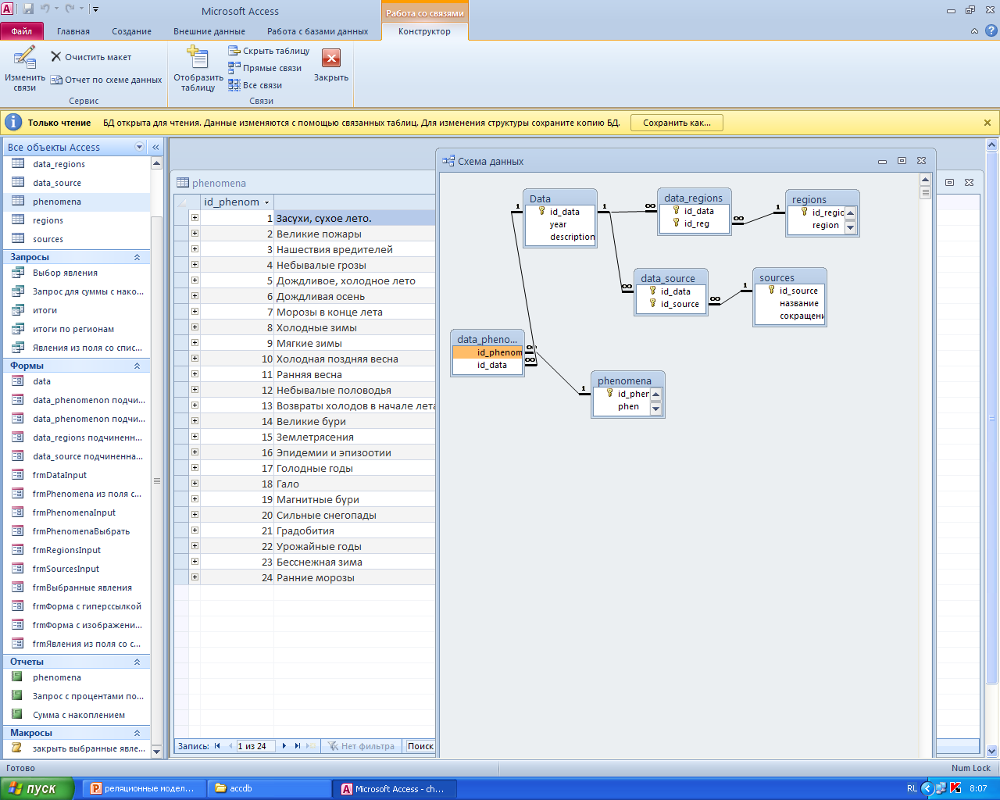 Microsoft Access
Работа со связями
Файл
Главная
Создание
Внешние данные
Работа с базами данных
Конструктор
Изменить связи
Очистить макет
Отчет по схеме данных
Сервис
Отобразить таблицу
Скрыть таблицу
Прямые связи
Все связи
Связи
Закрыть
Только чтение
БД открыта для чтения. Данные изменяются с помощью связанных таблиц. Для изменения структуры сохраните копию БД.
Сохранить как...
Все объекты Access
data_regions
data_source
phenomena
regions
sources
Запросы
Выбор явления
Запрос для суммы с нако...
итоги
итоги по регионам
Явления из поля со спис...
Формы
data
data_phenomenon подчи...
data_phenomenon подчи...
data_regions подчиненн...
data_source подчиненна...
frmDataInput
frmPhenomena из поля с...
frmPhenomenaInput
frmPhenomenaВыбрать
frmRegionsInput
frmSourcesInput
frmВыбранные явления
frmФорма с гиперссылкой
frmФорма с изображени...
frmЯвления из поля со с...
Отчеты
phenomena
Запрос с процентами по...
Сумма с накоплением
Макросы
закрыть выбранные явле...
phenomena
id_phenom
1 Засухи, сухое лето.
2 Великие пожары
3 Нашествия вредителей
4 Небывалые грозы
5 Дождливое, холодное лето
6 Дождливая осень
7 Морозы в конце лета
8 Холодные зимы
9 Мягкие зимы
10 Холодная поздняя весна
11 Ранняя весна
12 Небывалые половодья
13 Возвраты холодов в начале лета
14 Великие бури
15 Землетрясения
16 Эпидемии и эпизоотии
17 Голодные годы
18 Гало
19 Магнитные бури
20 Сильные снегопады
21 Градобития
22 Урожайные годы
23 Бесснежная зима
24 Ранние морозы
Запись:
1 из 24
Нет фильтра
Поиск
Схема данных
Data
id_data
year
description
data_regions
id_data
id_reg
regions
id_regic
region
data_source
id_data
id_source
sources
id_source
название
сокращени
data_pheno...
id_phenom
id_data
phenomena
id_phen
phen
1
1
∞
∞
1
∞
∞
1
∞
∞
1
Готово
Num Lock
пуск
реляционные модел...
accdb
Microsoft Access - ch...
RL
8:07